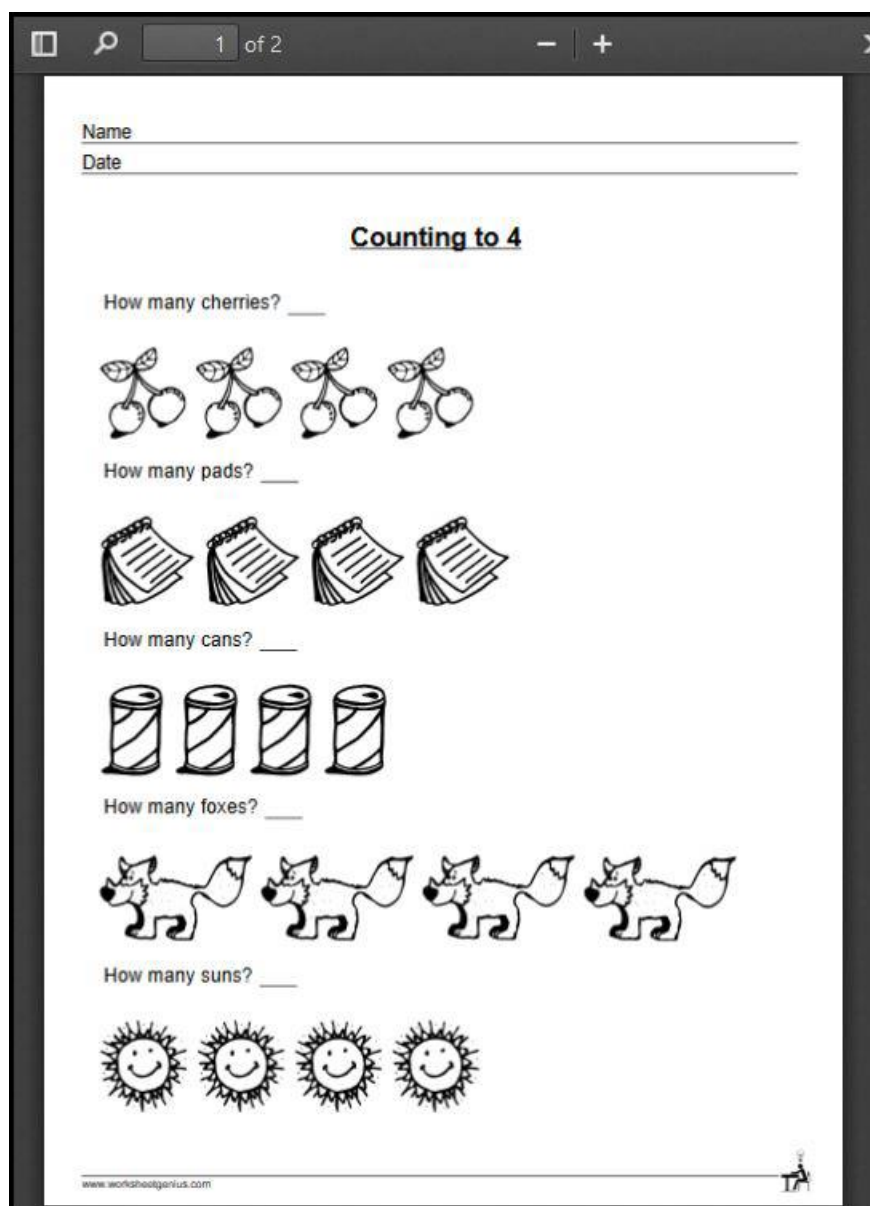 1 of 2
Name
Date
Counting to 4
How many cherries? ____
How many pads? ____
How many cans? ____
How many foxes? ____
How many suns? ____
www.worksheetgenius.com